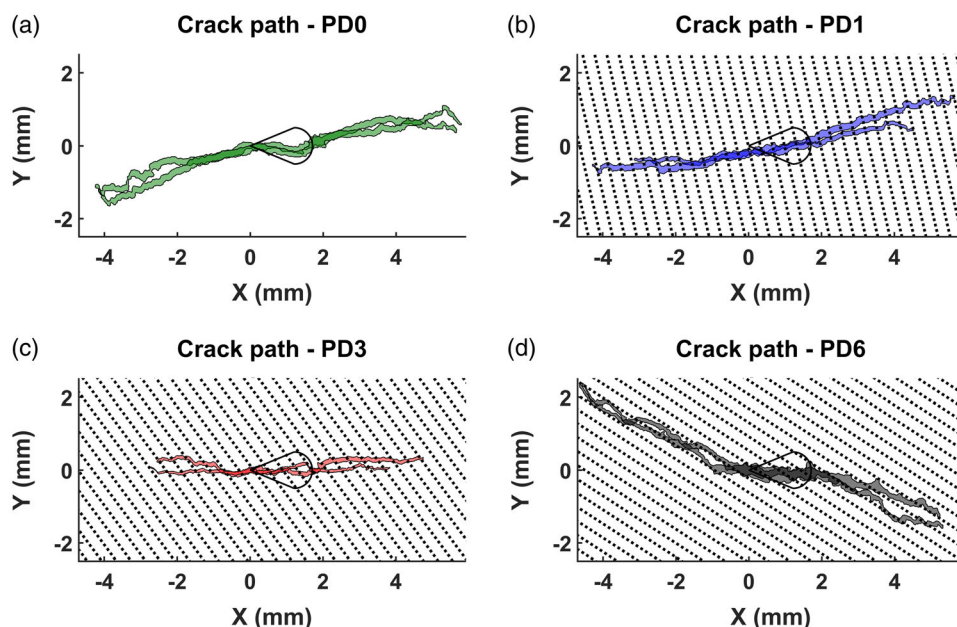 (a) Crack path - PD0
2
0
-2
Y (mm)
-4 -2 0 2 4
X (mm)
(b) Crack path - PD1
2
0
-2
Y (mm)
-4 -2 0 2 4
X (mm)
(c) Crack path - PD3
2
0
-2
Y (mm)
-4 -2 0 2 4
X (mm)
(d) Crack path - PD6
2
0
-2
Y (mm)
-4 -2 0 2 4
X (mm)